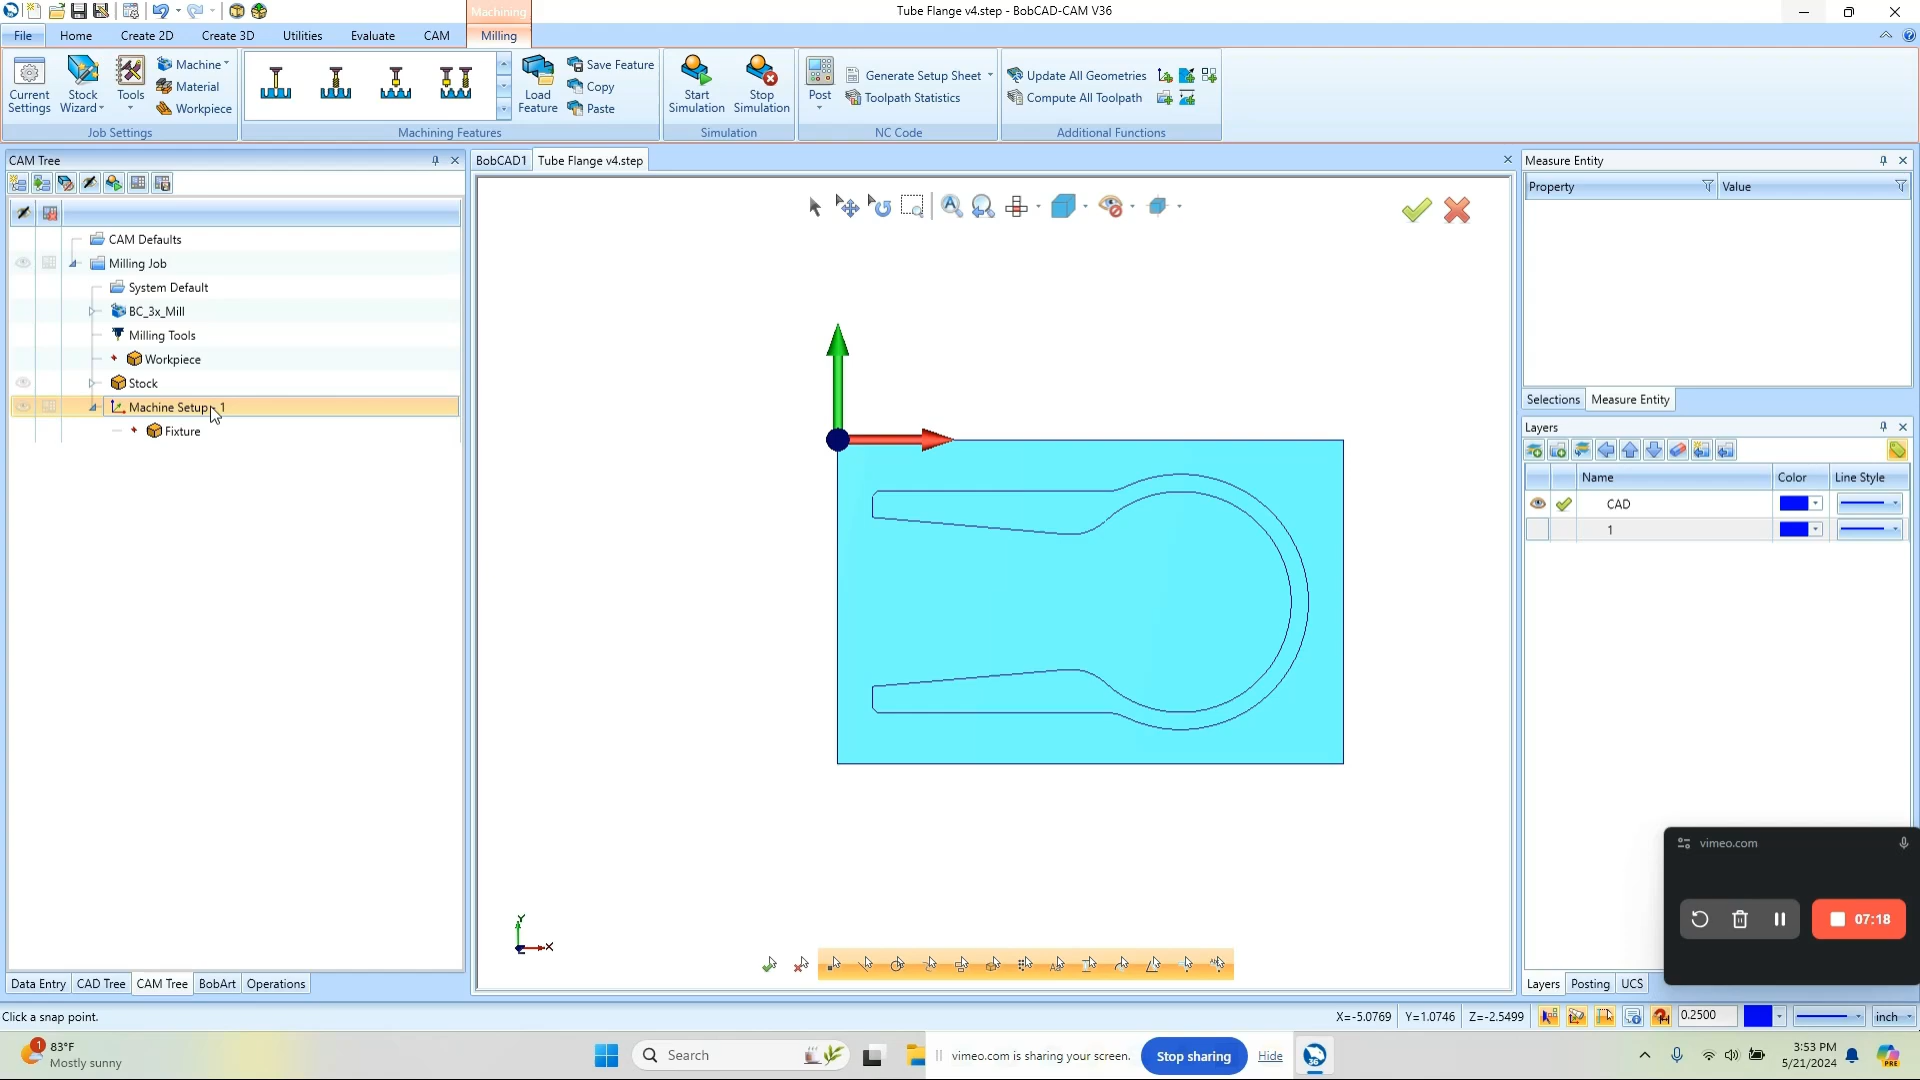 Tube Flange v4.step - BobCAD-CAM V36
Machining
File Home Create 2D Create 3D Utilities Evaluate CAM Milling
Current Settings
Stock Wizard
Tools
Machine
Material
Workpiece
Job Settings
Load Feature
Save Feature
Copy
Paste
Machining Features
Start Simulation
Stop Simulation
Simulation
Post
Generate Setup Sheet
Toolpath Statistics
NC Code
Update All Geometries
Compute All Toolpath
Additional Functions
CAM Tree
BobCAD1 Tube Flange v4.step
CAM Defaults
Milling Job
System Default
BC_3x_Mill
Milling Tools
Workpiece
Stock
Machine Setup - 1
Fixture
Y
X
Measure Entity
Property Value
Selections Measure Entity
Layers
Name Color Line Style
CAD
1
vimeo.com
07:18
Data Entry CAD Tree CAM Tree BobArt Operations
Layers Posting UCS
Click a snap point.
X=-5.0769 Y=1.0746 Z=-2.5499
0.2500
inch
83°F
Mostly sunny
Search
vimeo.com is sharing your screen.
Stop sharing
Hide
3:53 PM
5/21/2024